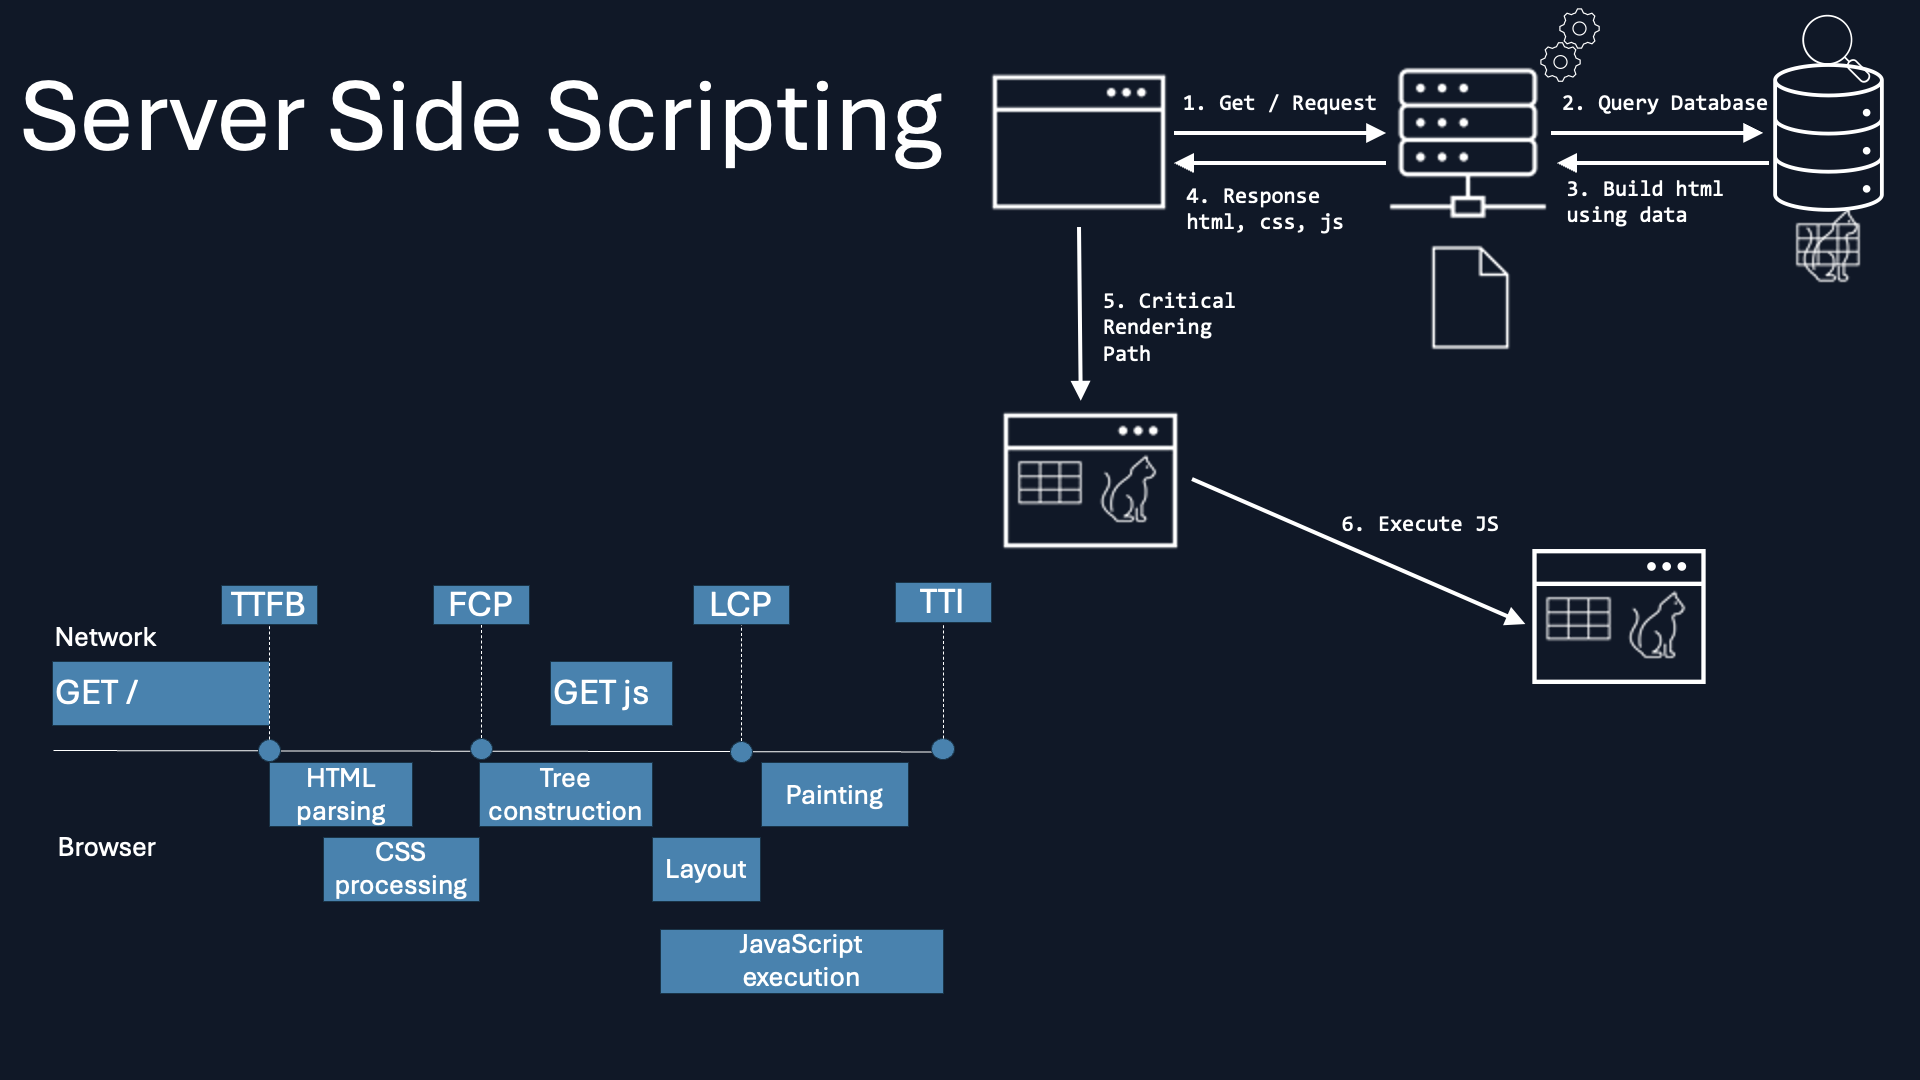 Server Side Scripting
1. Get / Request
2. Query Database
4. Response
html, css, js
3. Build html
using data
5. Critical
Rendering
Path
6. Execute JS
TTFB
FCP
LCP
TTI
Network
GET /
GET js
HTML
parsing
Tree
construction
Painting
Browser
CSS
processing
Layout
JavaScript
execution